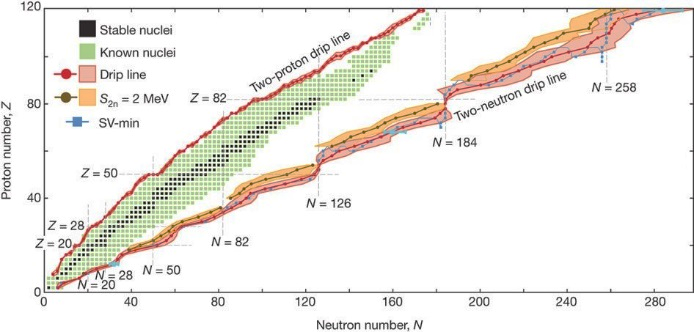 120
80
40
0
Proton number, Z
Stable nuclei
Known nuclei
Drip line
S2n = 2 MeV
SV-min
Two-proton drip line
Two-neutron drip line
Z = 82
Z = 50
Z = 28
Z = 20
N = 258
N = 184
N = 126
N = 82
N = 50
N = 28
N = 20
0 40 80 120 160 200 240 280
Neutron number, N